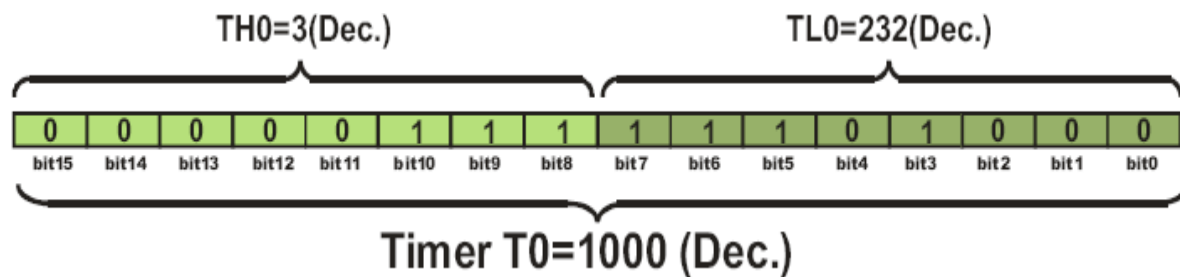 TH0=3(Dec.) TL0=232(Dec.)
0 0 0 0 0 1 1 1 1 1 1 0 1 0 0 0
bit15 bit14 bit13 bit12 bit11 bit10 bit9 bit8 bit7 bit6 bit5 bit4 bit3 bit2 bit1 bit0
Timer T0=1000 (Dec.)